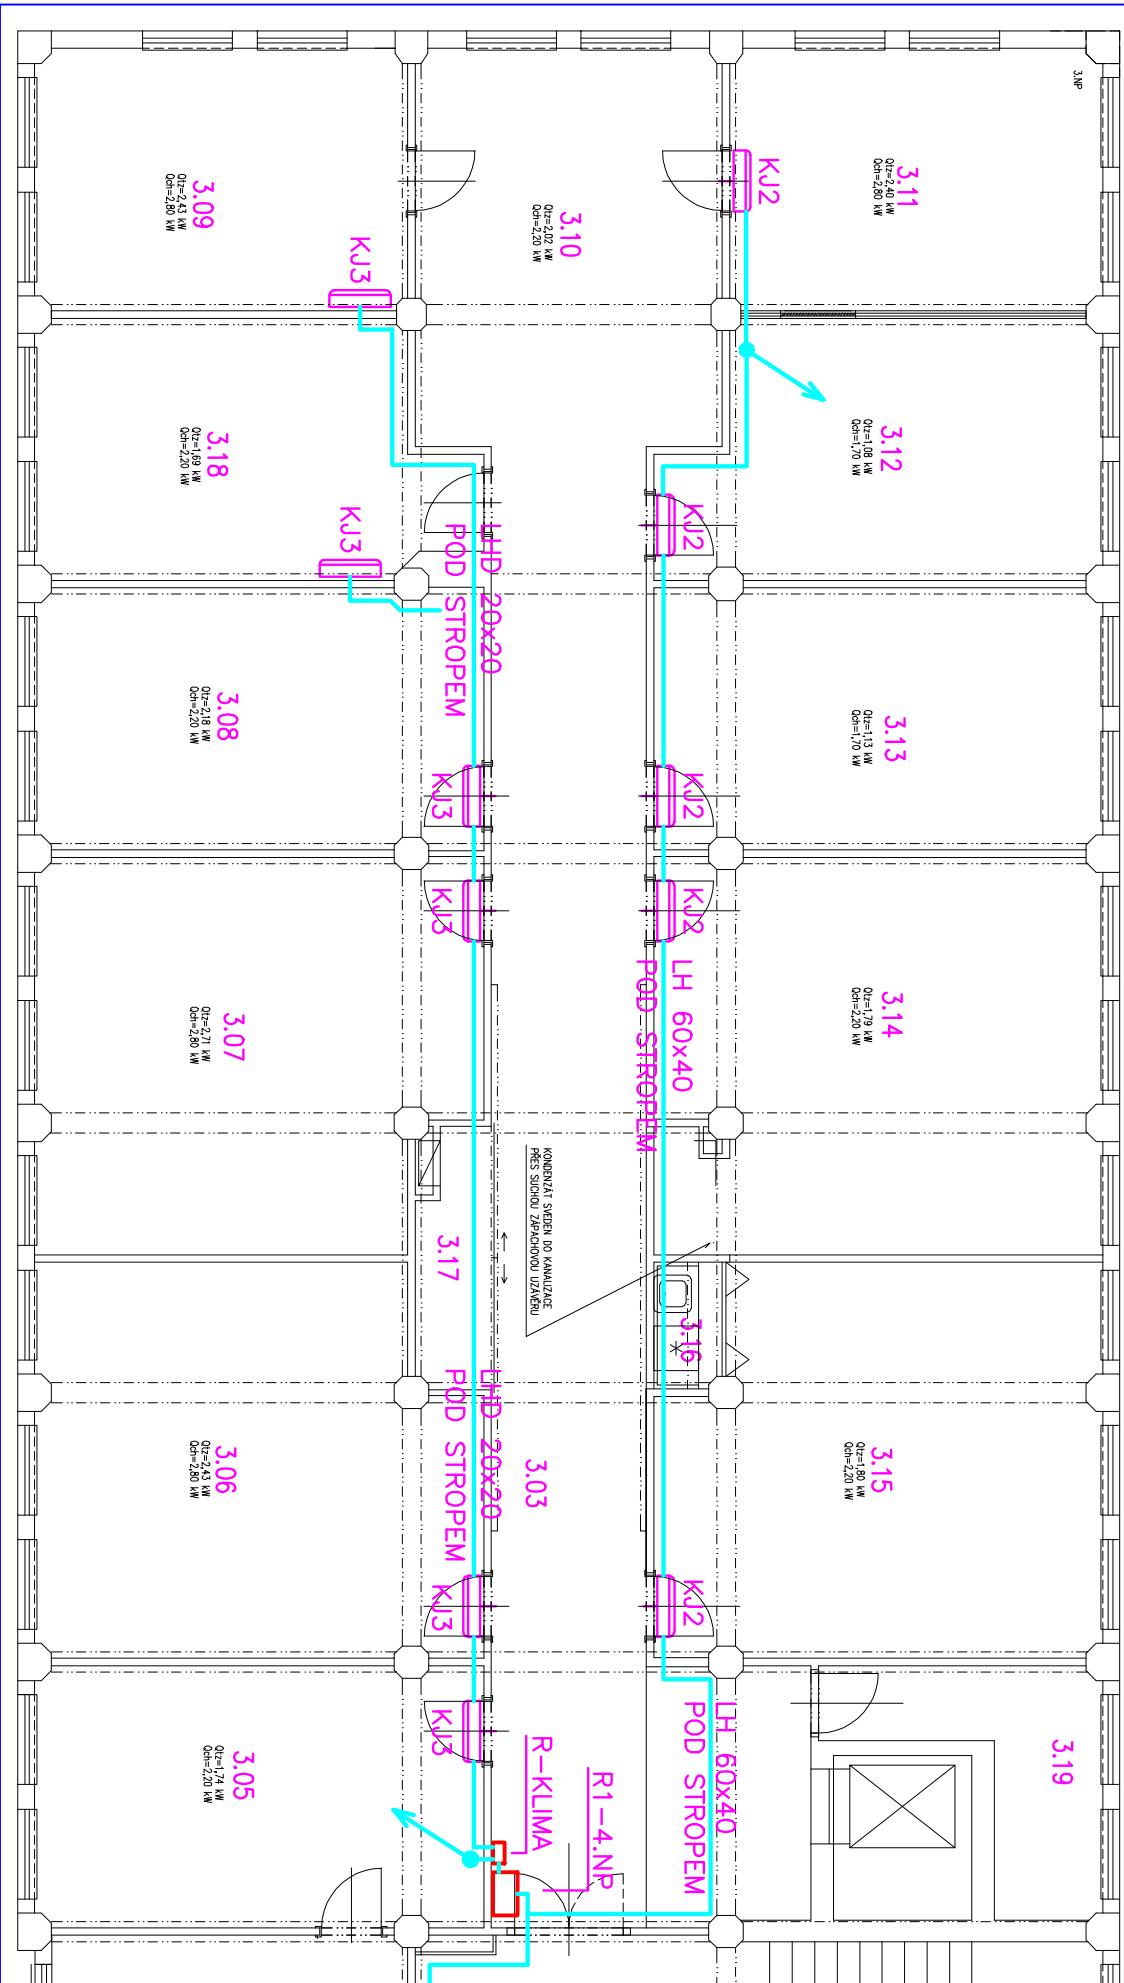 3.NP
3.11
Qtz=2,40 kW
Qch=2,80 kW
KJ2
3.10
Qtz=2,02 kW
Qch=2,20 kW
3.09
Qtz=2,43 kW
Qch=2,80 kW
KJ3
3.12
Qtz=1,08 kW
Qch=1,70 kW
KJ2
3.18
Qtz=1,69 kW
Qch=2,20 kW
KJ3
LHD 20x20
POD STROPEM
3.13
Qtz=1,13 kW
Qch=1,70 kW
KJ2
3.08
Qtz=2,18 kW
Qch=2,20 kW
KJ3
3.14
Qtz=1,79 kW
Qch=2,20 kW
KJ2
LH 60x40
POD STROPEM
3.07
Qtz=2,71 kW
Qch=2,80 kW
KJ3
KONDENZÁT SVEDEN DO KANALIZACE
PŘES SUCHOU ZÁPACHOVOU UZÁVĚRU
3.17
3.16
LHD 20x20
POD STROPEM
3.03
3.15
Qtz=1,80 kW
Qch=2,20 kW
KJ2
3.06
Qtz=2,43 kW
Qch=2,80 kW
KJ3
3.19
LH 60x40
POD STROPEM
R1-4.NP
R-KLIMA
KJ3
3.05
Qtz=1,74 kW
Qch=2,20 kW